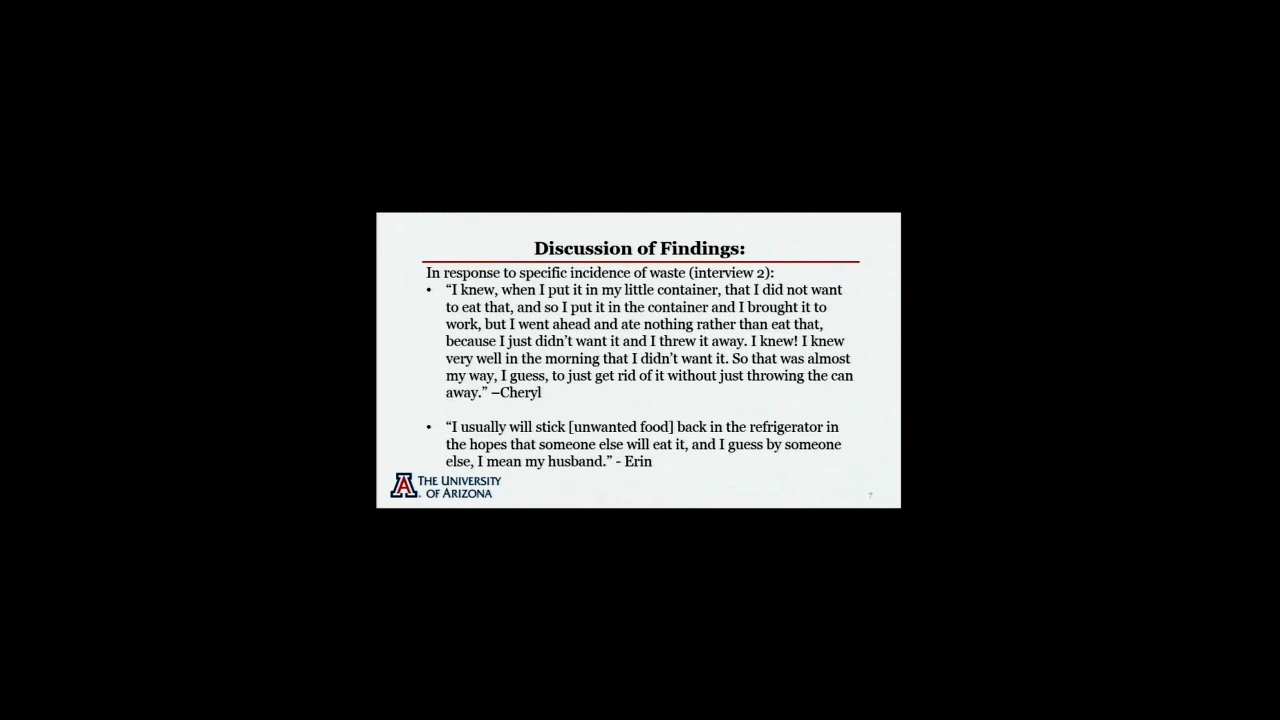 Discussion of Findings:
In response to specific incidence of waste (interview 2):
• “I knew, when I put it in my little container, that I did not want
to eat that, and so I put it in the container and I brought it to
work, but I went ahead and ate nothing rather than eat that,
because I just didn’t want it and I threw it away. I knew! I knew
very well in the morning that I didn’t want it. So that was almost
my way, I guess, to just get rid of it without just throwing the can
away.” –Cheryl
• “I usually will stick [unwanted food] back in the refrigerator in
the hopes that someone else will eat it, and I guess by someone
else, I mean my husband.” - Erin
A THE UNIVERSITY
OF ARIZONA
7